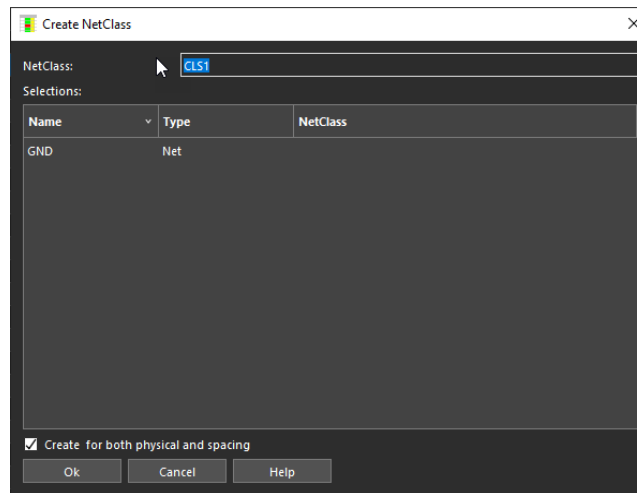 Create NetClass
NetClass: CLS1
Selections:
Name Type NetClass
GND Net
Create for both physical and spacing
Ok Cancel Help